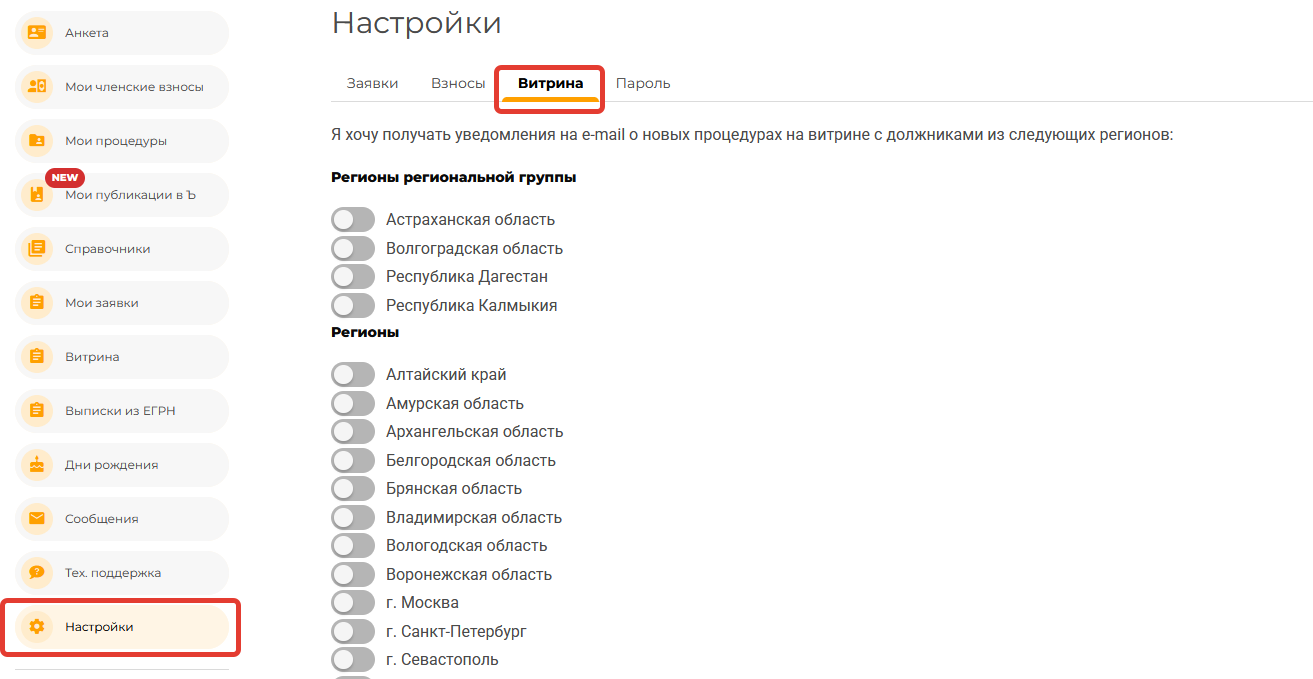 Анкета
Мои членские взносы
Мои процедуры
NEW
Мои публикации в Ъ
Справочники
Мои заявки
Витрина
Выписки из ЕГРН
Дни рождения
Сообщения
Тех. поддержка
Настройки
Настройки
Заявки Взносы Витрина Пароль
Я хочу получать уведомления на e-mail о новых процедурах на витрине с должниками из следующих регионов:
Регионы региональной группы
Астраханская область
Волгоградская область
Республика Дагестан
Республика Калмыкия
Регионы
Алтайский край
Амурская область
Архангельская область
Белгородская область
Брянская область
Владимирская область
Вологодская область
Воронежская область
г. Москва
г. Санкт-Петербург
г. Севастополь